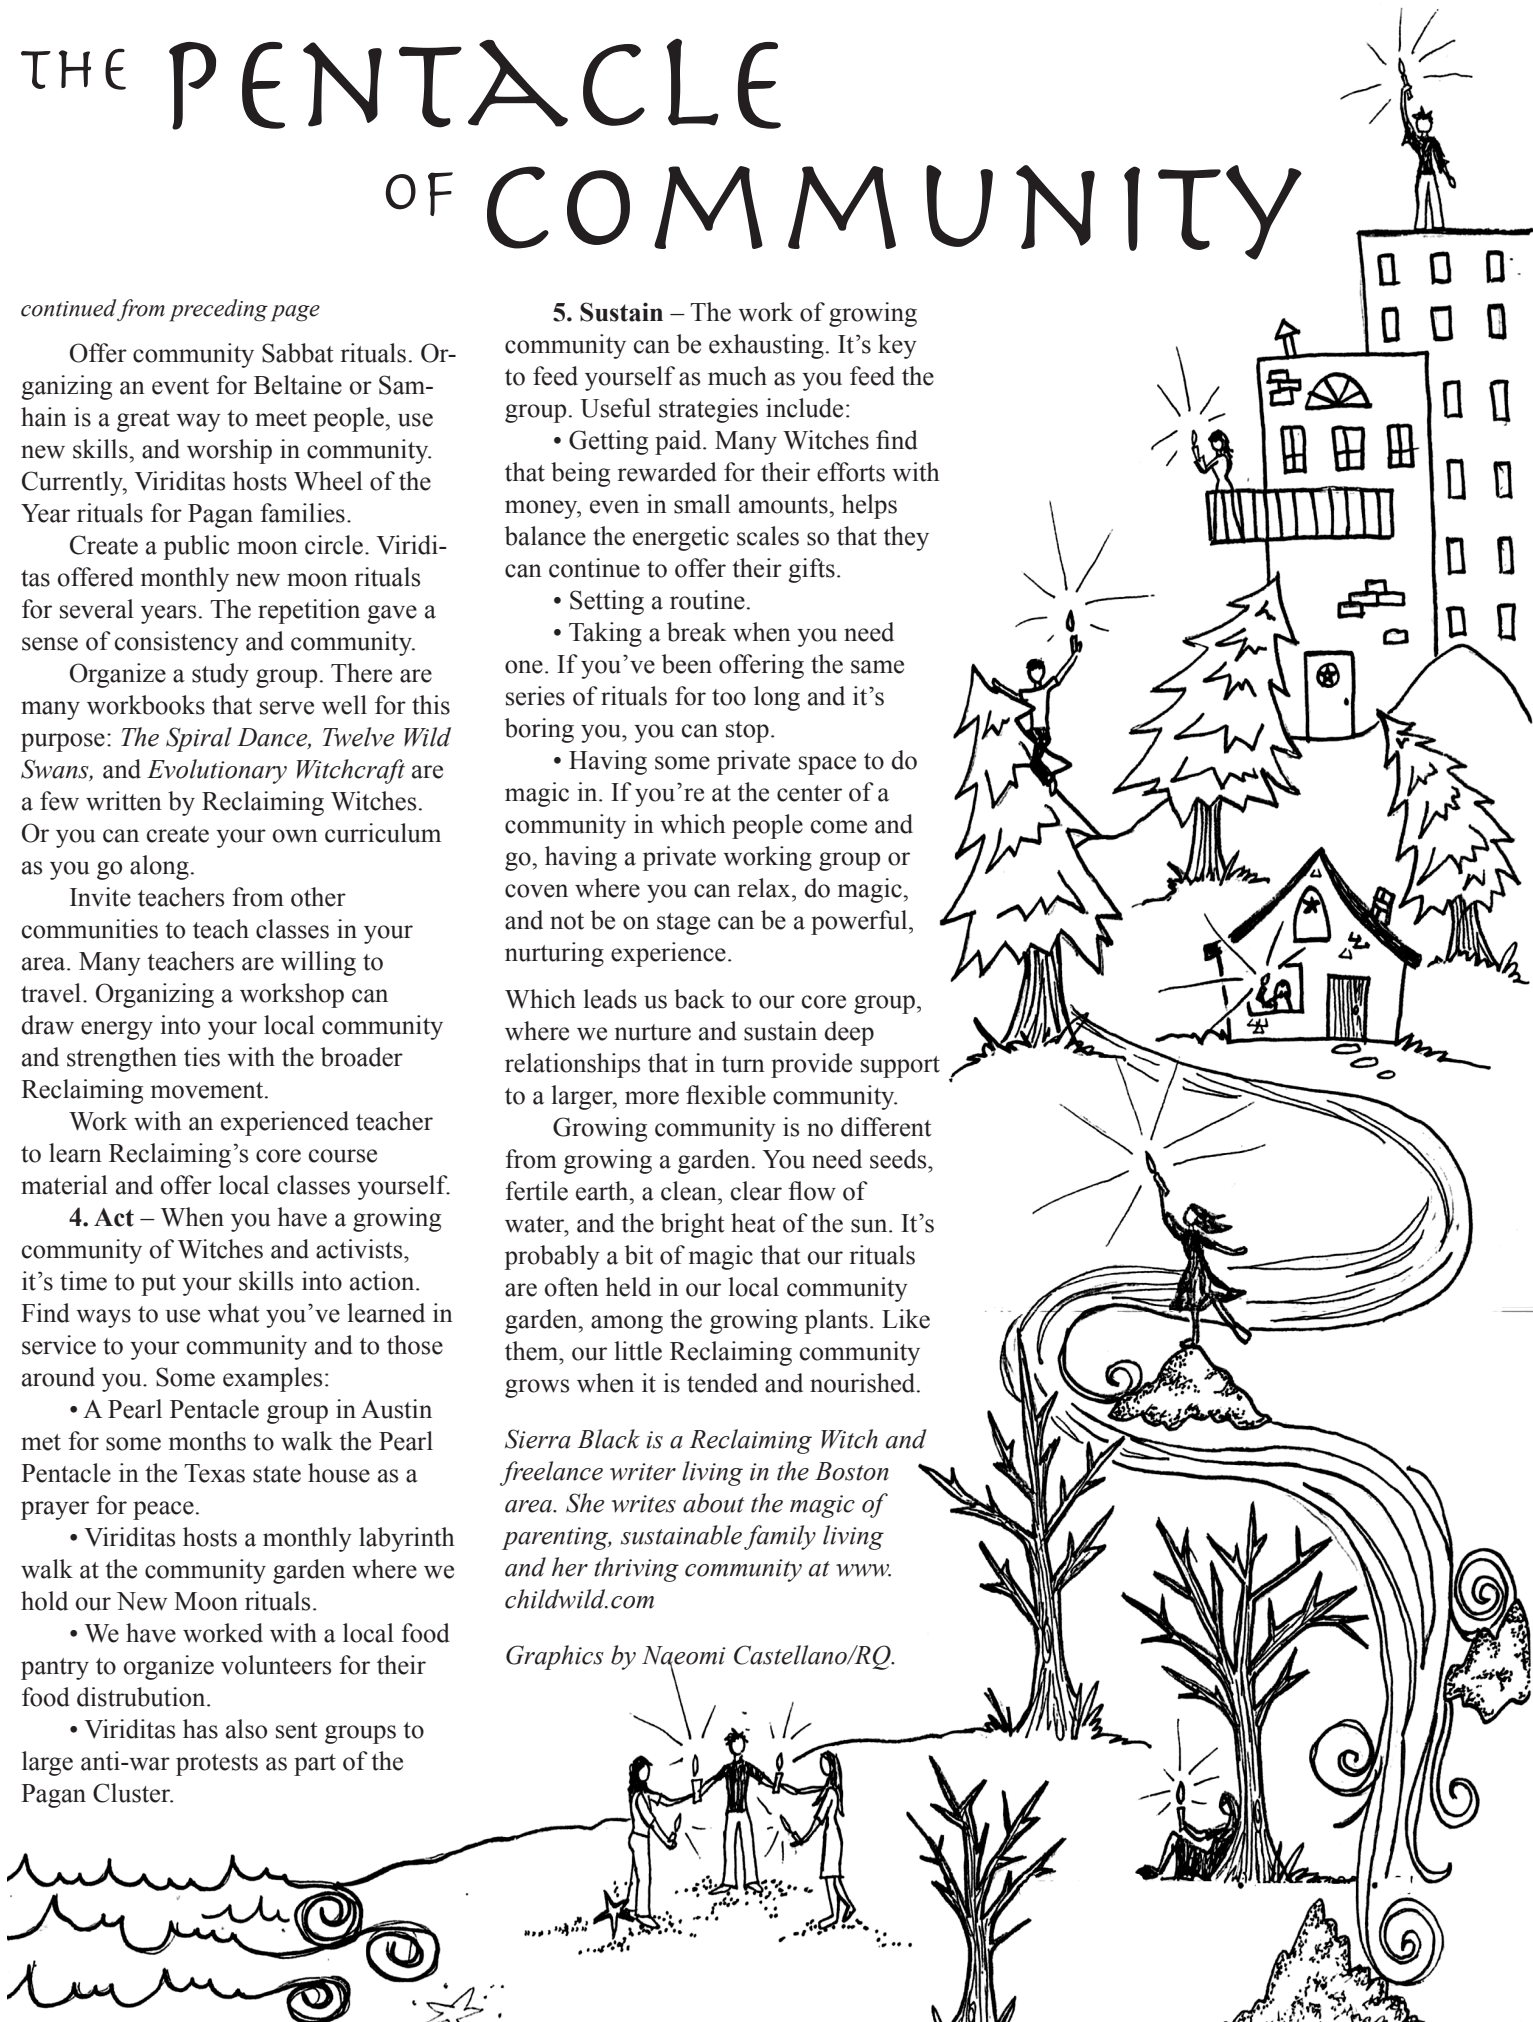 THE PENTACLE
OF COMMUNITY
continued from preceding page
Offer community Sabbat rituals. Or-
ganizing an event for Beltaine or Sam-
hain is a great way to meet people, use
new skills, and worship in community.
Currently, Viriditas hosts Wheel of the
Year rituals for Pagan families.
Create a public moon circle. Viridi-
tas offered monthly new moon rituals
for several years. The repetition gave a
sense of consistency and community.
Organize a study group. There are
many workbooks that serve well for this
purpose: The Spiral Dance, Twelve Wild
Swans, and Evolutionary Witchcraft are
a few written by Reclaiming Witches.
Or you can create your own curriculum
as you go along.
Invite teachers from other
communities to teach classes in your
area. Many teachers are willing to
travel. Organizing a workshop can
draw energy into your local community
and strengthen ties with the broader
Reclaiming movement.
Work with an experienced teacher
to learn Reclaiming's core course
material and offer local classes yourself.
4. Act – When you have a growing
community of Witches and activists,
it's time to put your skills into action.
Find ways to use what you've learned in
service to your community and to those
around you. Some examples:
• A Pearl Pentacle group in Austin
met for some months to walk the Pearl
Pentacle in the Texas state house as a
prayer for peace.
• Viriditas hosts a monthly labyrinth
walk at the community garden where we
hold our New Moon rituals.
• We have worked with a local food
pantry to organize volunteers for their
food distrubution.
• Viriditas has also sent groups to
large anti-war protests as part of the
Pagan Cluster.
5. Sustain – The work of growing
community can be exhausting. It's key
to feed yourself as much as you feed the
group. Useful strategies include:
• Getting paid. Many Witches find
that being rewarded for their efforts with
money, even in small amounts, helps
balance the energetic scales so that they
can continue to offer their gifts.
• Setting a routine.
• Taking a break when you need
one. If you've been offering the same
series of rituals for too long and it's
boring you, you can stop.
• Having some private space to do
magic in. If you're at the center of a
community in which people come and
go, having a private working group or
coven where you can relax, do magic,
and not be on stage can be a powerful,
nurturing experience.
Which leads us back to our core group,
where we nurture and sustain deep
relationships that in turn provide support
to a larger, more flexible community.
Growing community is no different
from growing a garden. You need seeds,
fertile earth, a clean, clear flow of
water, and the bright heat of the sun. It's
probably a bit of magic that our rituals
are often held in our local community
garden, among the growing plants. Like
them, our little Reclaiming community
grows when it is tended and nourished.
Sierra Black is a Reclaiming Witch and
freelance writer living in the Boston
area. She writes about the magic of
parenting, sustainable family living
and her thriving community at www.
childwild.com
Graphics by Naeomi Castellano/RQ.